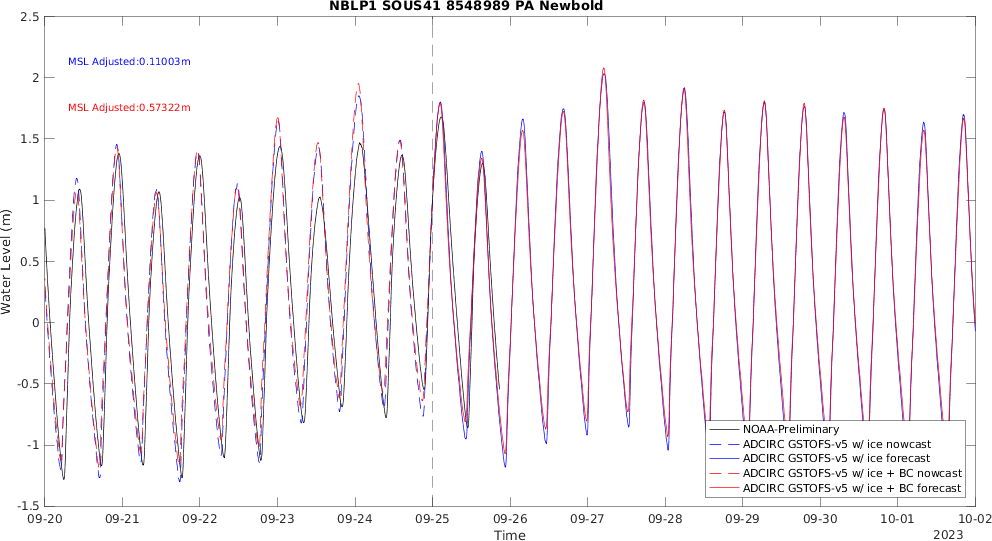 NBLP1 SOUS41 8548989 PA Newbold
MSL Adjusted:0.11003m
MSL Adjusted:0.57322m
Water Level (m)
2.5
2
1.5
1
0.5
0
-0.5
-1
-1.5
NOAA-Preliminary
ADCIRC GSTOFS-v5 w/ ice nowcast
ADCIRC GSTOFS-v5 w/ ice forecast
ADCIRC GSTOFS-v5 w/ ice + BC nowcast
ADCIRC GSTOFS-v5 w/ ice + BC forecast
09-20 09-21 09-22 09-23 09-24 09-25 09-26 09-27 09-28 09-29 09-30 10-01 10-02
Time
2023